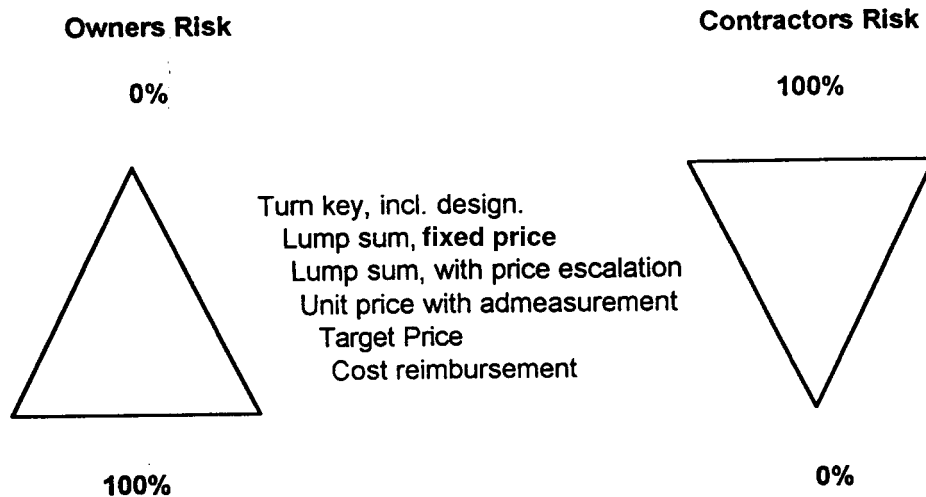 Owners Risk
Contractors Risk
0%
100%
Turn key, incl. design.
Lump sum, fixed price
Lump sum, with price escalation
Unit price with admeasurement
Target Price
Cost reimbursement
100%
0%